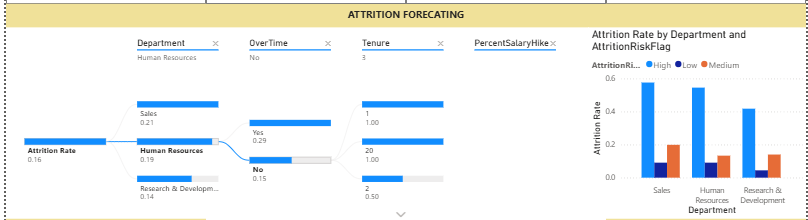 ATTRITION FORECATING
Department ×
Human Resources
OverTime ×
No
Tenure ×
3
PercentSalaryHike ×
Attrition Rate
0.16
Sales
0.21
Human Resources
0.19
Research & Developm...
0.14
Yes
0.29
No
0.15
1
1.00
20
1.00
2
0.50
Attrition Rate by Department and
AttritionRiskFlag
AttritionRi... High Low Medium
Attrition Rate
0.6
0.4
0.2
0.0
Sales
Human
Resources
Research &
Development
Department